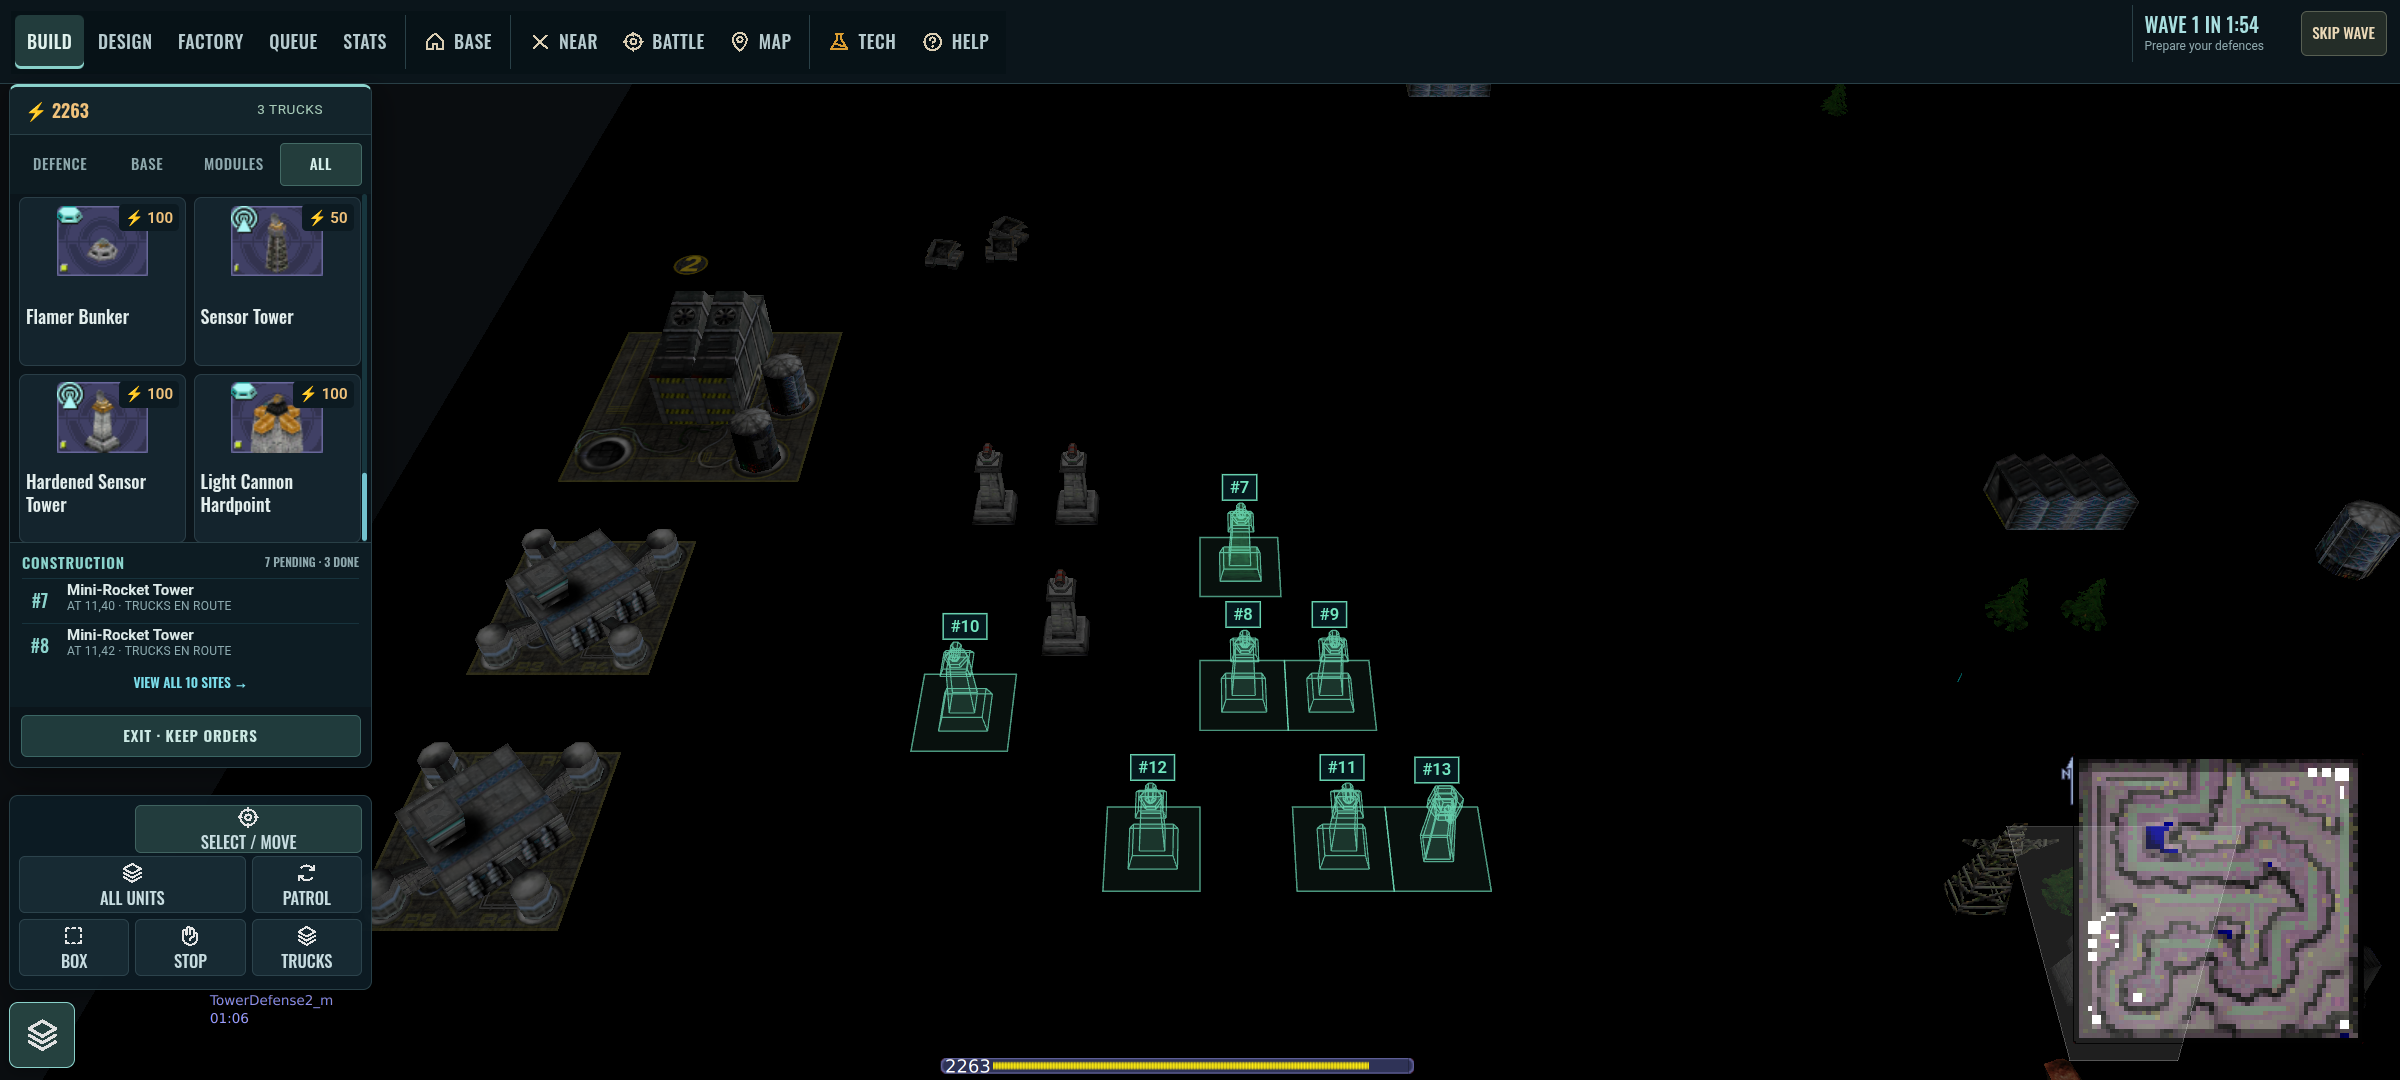 BUILD
DESIGN
FACTORY
QUEUE
STATS
BASE
NEAR
BATTLE
MAP
TECH
HELP
WAVE 1 IN 1:54
Prepare your defences
SKIP WAVE
2263
3 TRUCKS
DEFENCE
BASE
MODULES
ALL
100
Flamer Bunker
50
Sensor Tower
100
Hardened Sensor
Tower
100
Light Cannon
Hardpoint
CONSTRUCTION
7 PENDING · 3 DONE
#7
Mini-Rocket Tower
AT 11,40 · TRUCKS EN ROUTE
#8
Mini-Rocket Tower
AT 11,42 · TRUCKS EN ROUTE
VIEW ALL 10 SITES →
EXIT · KEEP ORDERS
SELECT / MOVE
ALL UNITS
PATROL
BOX
STOP
TRUCKS
TowerDefense2_m
01:06
2
#7
#8
#9
#10
#12
#11
#13
N
2263